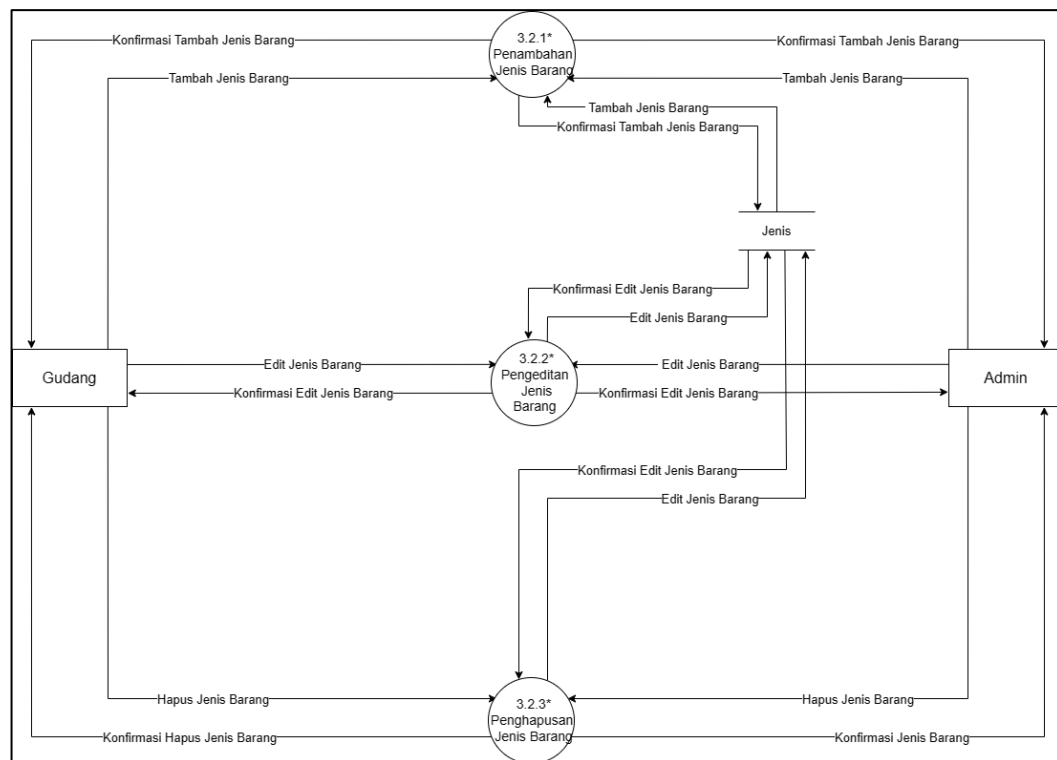 3.2.1*
Penambahan
Jenis Barang
Konfirmasi Tambah Jenis Barang
Konfirmasi Tambah Jenis Barang
Tambah Jenis Barang
Tambah Jenis Barang
Tambah Jenis Barang
Konfirmasi Tambah Jenis Barang
Jenis
Konfirmasi Edit Jenis Barang
Edit Jenis Barang
Gudang
Edit Jenis Barang
Konfirmasi Edit Jenis Barang
3.2.2*
Pengeditan
Jenis
Barang
Edit Jenis Barang
Konfirmasi Edit Jenis Barang
Admin
Konfirmasi Edit Jenis Barang
Edit Jenis Barang
Hapus Jenis Barang
Konfirmasi Hapus Jenis Barang
3.2.3*
Penghapusan
Jenis Barang
Hapus Jenis Barang
Konfirmasi Jenis Barang